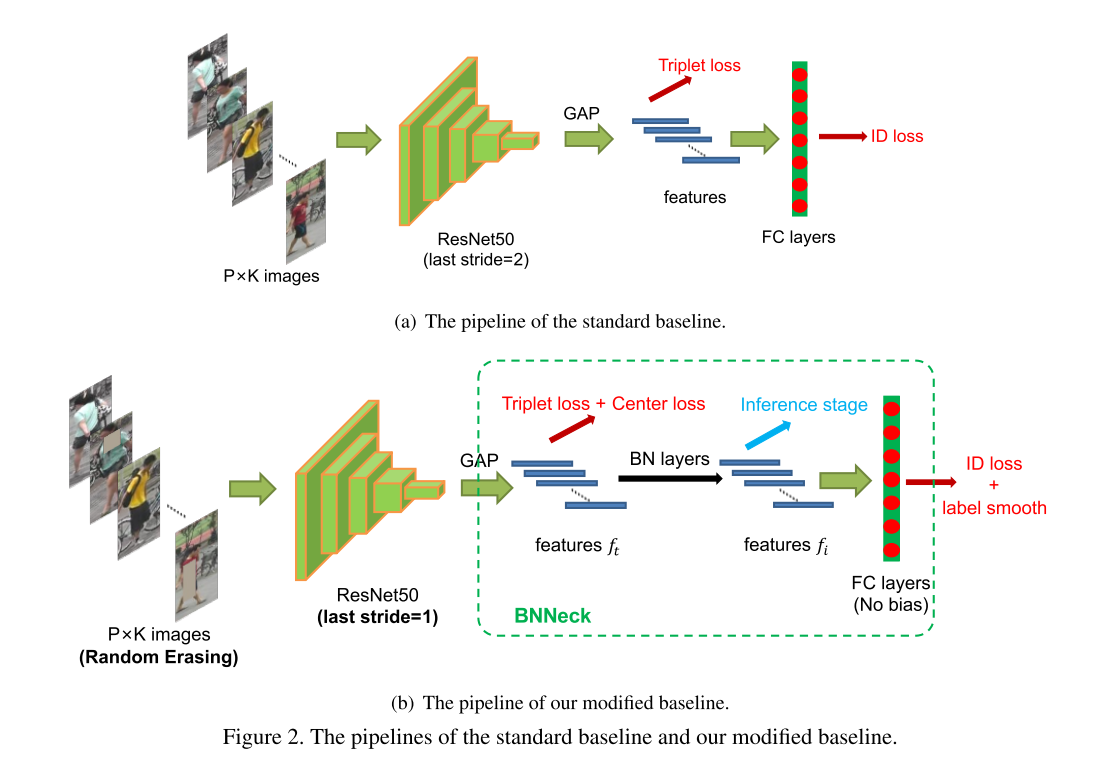 Triplet loss
GAP
ID loss
features
FC layers
ResNet50
(last stride=2)
P×K images
(a) The pipeline of the standard baseline.
Triplet loss + Center loss
Inference stage
GAP
BN layers
ID loss
+
label smooth
features fₜ
features fᵢ
ResNet50
(last stride=1)
FC layers
(No bias)
BNNeck
P×K images
(Random Erasing)
(b) The pipeline of our modified baseline.
Figure 2. The pipelines of the standard baseline and our modified baseline.